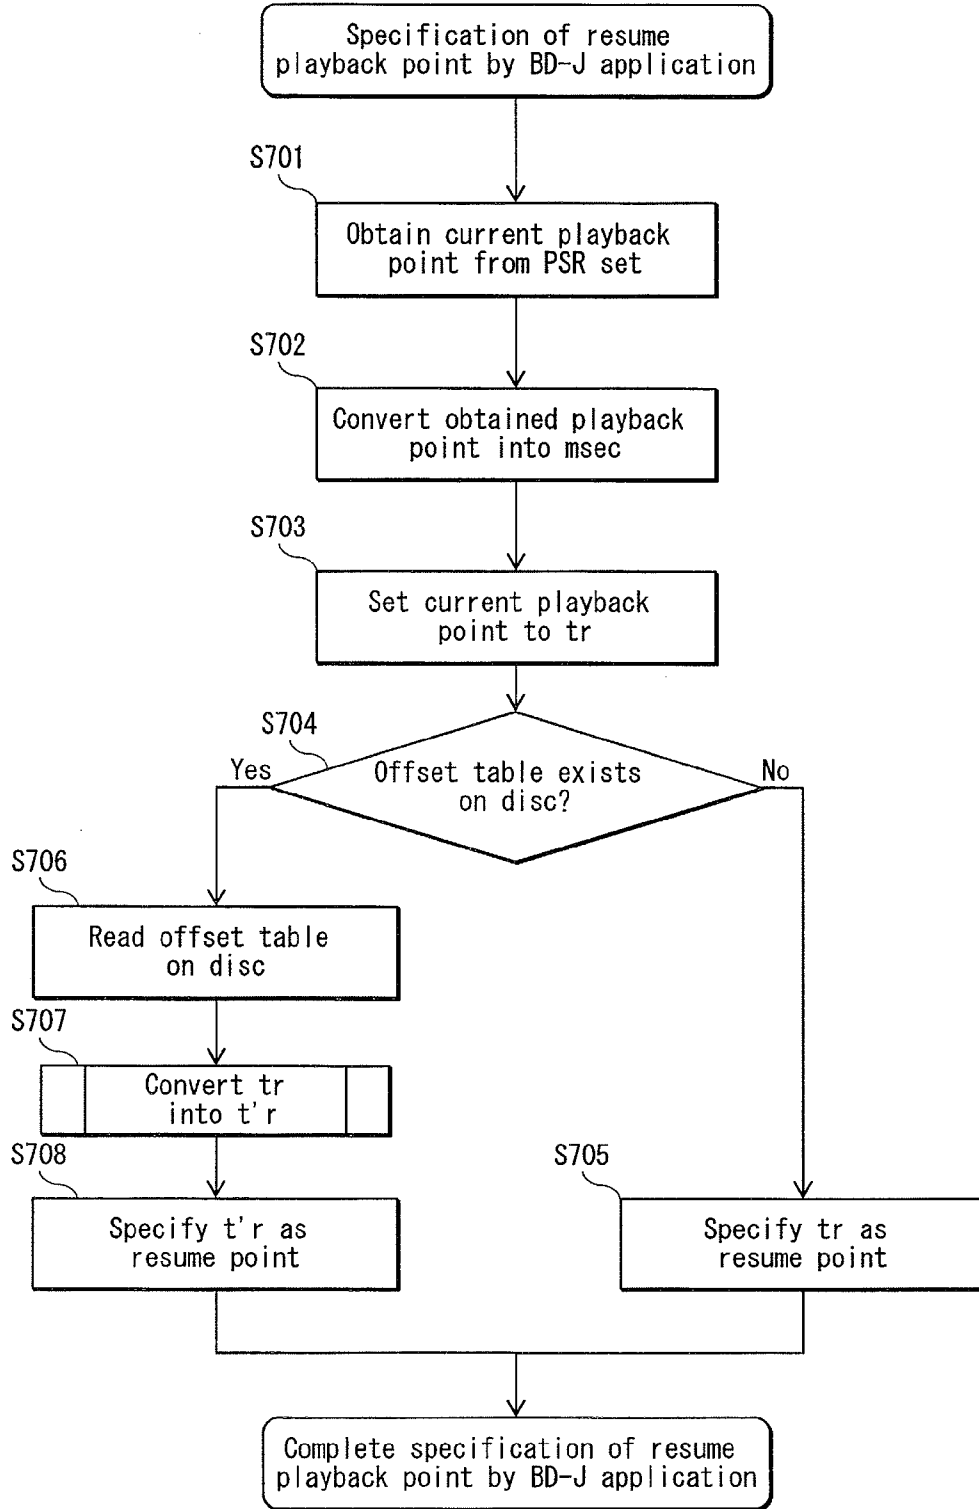 Specification of resume
playback point by BD-J application
S701
Obtain current playback
point from PSR set
S702
Convert obtained playback
point into msec
S703
Set current playback
point to tr
S704
Yes
Offset table exists
on disc?
No
S706
Read offset table
on disc
S707
Convert tr
into t'r
S708
Specify t'r as
resume point
S705
Specify tr as
resume point
Complete specification of resume
playback point by BD-J application